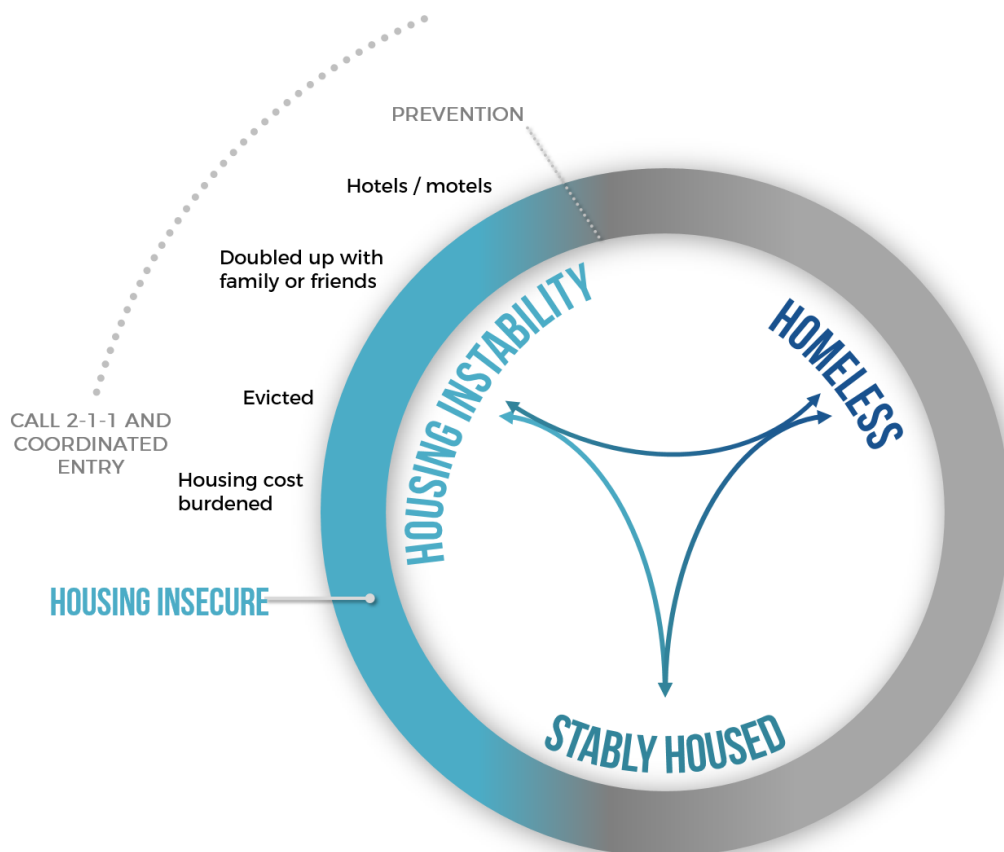 PREVENTION
Hotels / motels
Doubled up with
family or friends
Evicted
CALL 2-1-1 AND
COORDINATED
ENTRY
Housing cost
burdened
HOUSING INSECURE
HOUSING INSTABILITY
HOMELESS
STABLY HOUSED